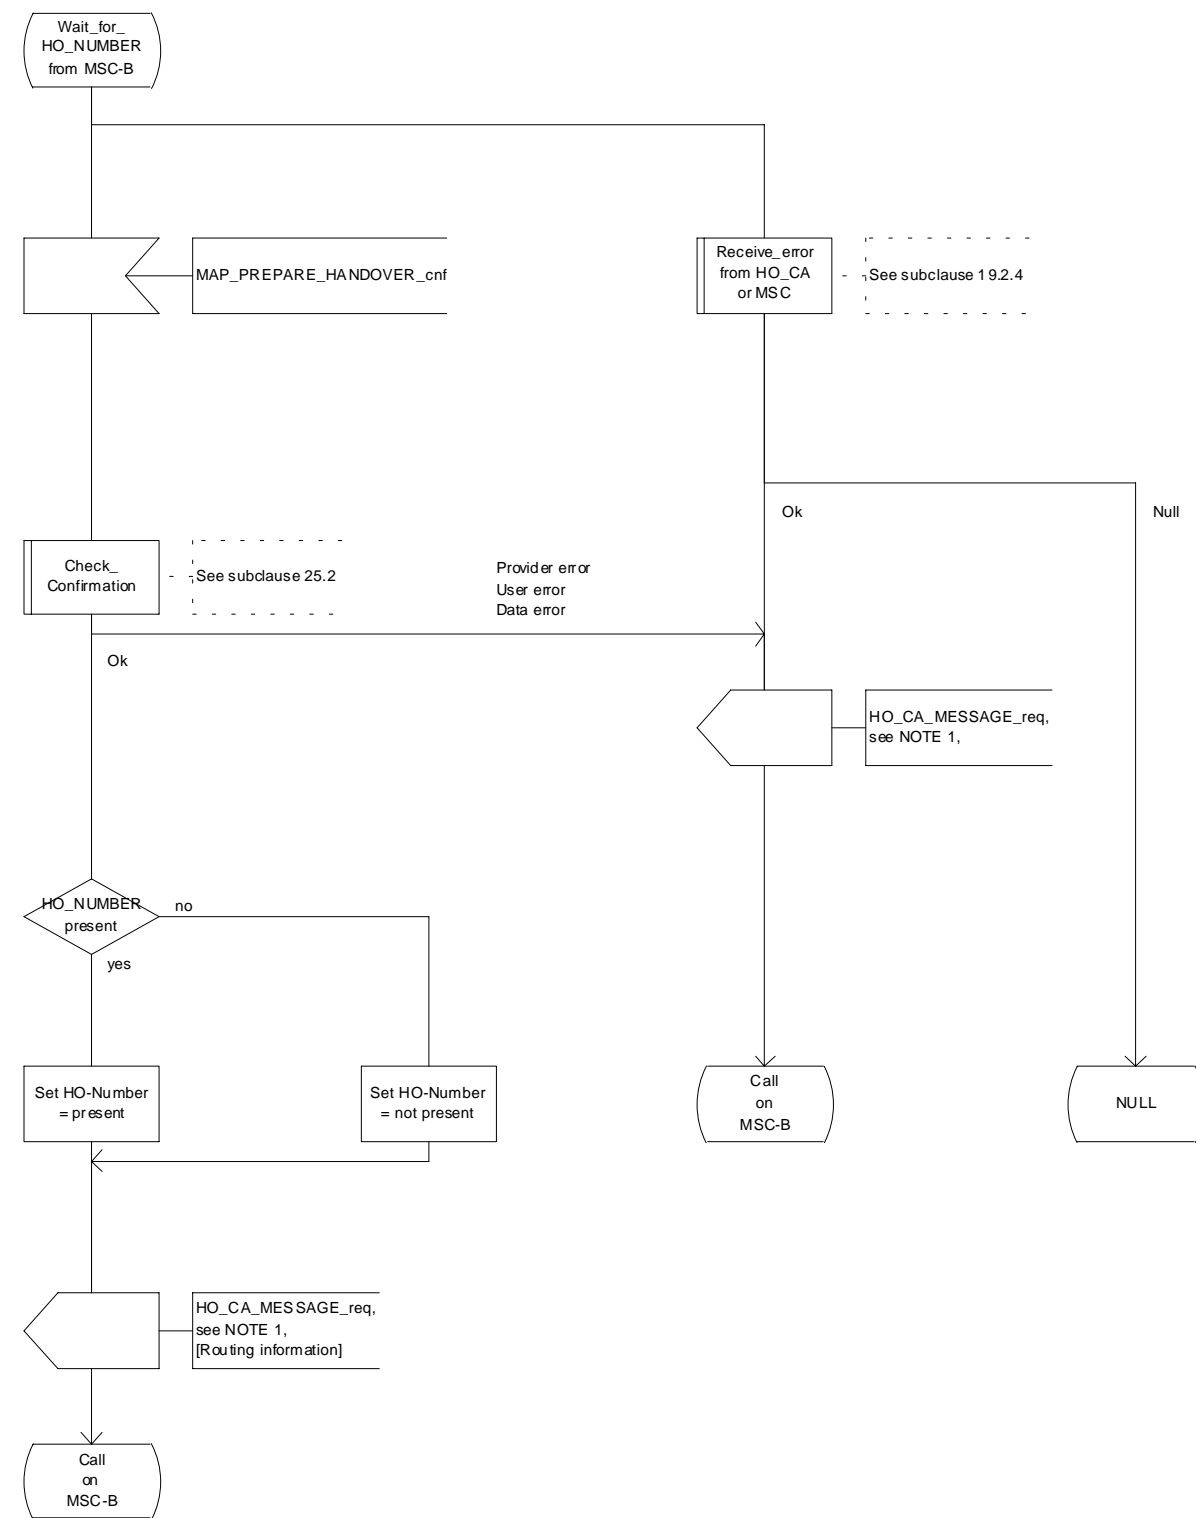 Wait_for_
HO_NUMBER
from MSC-B
MAP_PREPARE_HANDOVER_cnf
Receive_error
from HO_CA
or MSC
See subclause 19.2.4
Ok
Null
Check_
Confirmation
See subclause 25.2
Provider error
User error
Data error
Ok
HO_CA_MESSAGE_req,
see NOTE 1,
HO_NUMBER
present
no
yes
Set HO-Number
= present
Set HO-Number
= not present
Call
on
MSC-B
NULL
HO_CA_MESSAGE_req,
see NOTE 1,
[Routing information]
Call
on
MSC-B